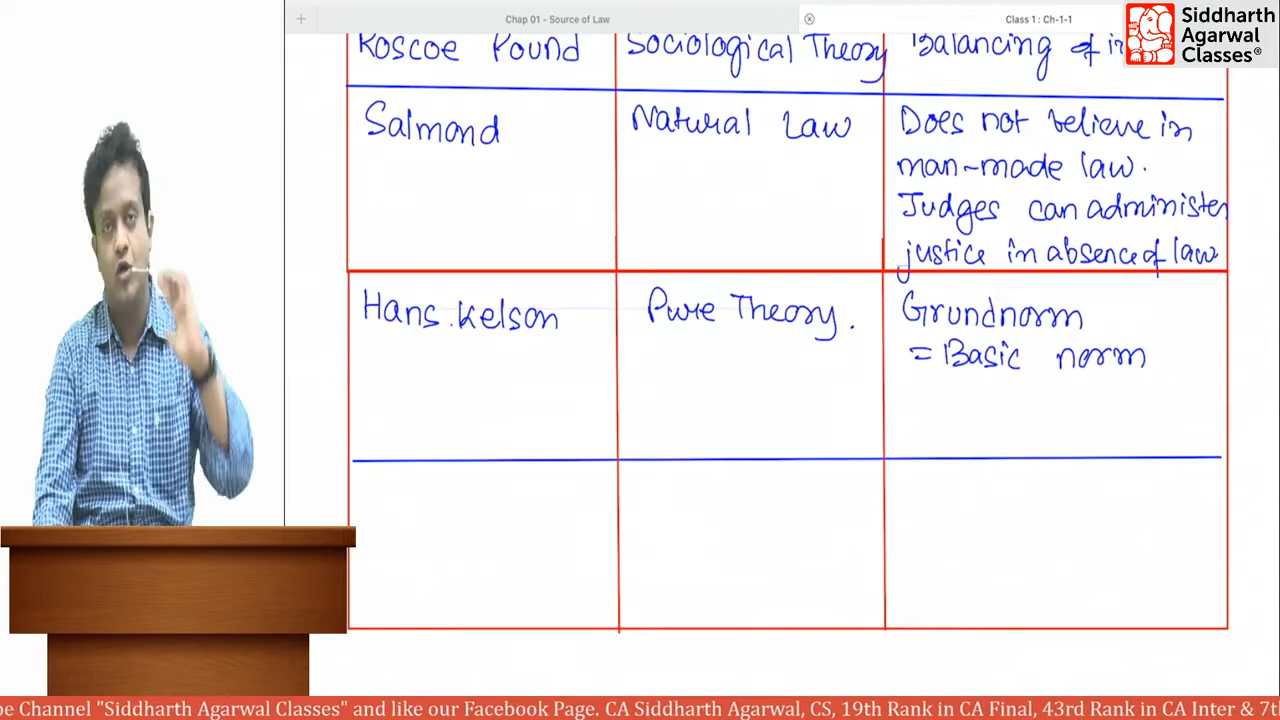 Chap 01 - Source of Law
Class 1 : Ch-1-1
Siddharth
Agarwal
Classes®
Roscoe Pound
Sociological Theory
Balancing of
Salmond
Natural Law
Does not believe in
man-made law.
Judges can administer
justice in absence of law
Hans.Kelson
Pure Theory.
Grundnorm
= Basic norm
be Channel "Siddharth Agarwal Classes" and like our Facebook Page. CA Siddharth Agarwal, CS, 19th Rank in CA Final, 43rd Rank in CA Inter & 7t